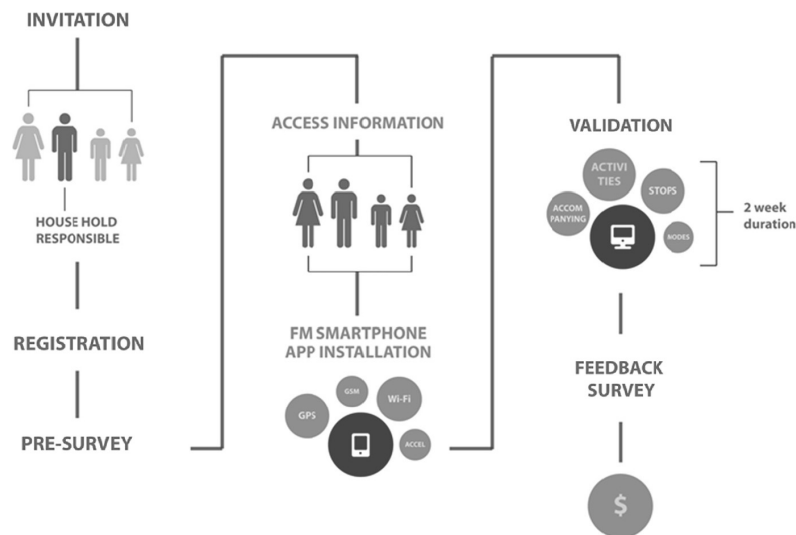 INVITATION
HOUSE HOLD
RESPONSIBLE
REGISTRATION
PRE-SURVEY
ACCESS INFORMATION
FM SMARTPHONE
APP INSTALLATION
GPS
GSM
Wi-Fi
ACCEL
VALIDATION
ACTIVI
TIES
STOPS
ACCOM
PANYING
NODES
2 week
duration
FEEDBACK
SURVEY
$